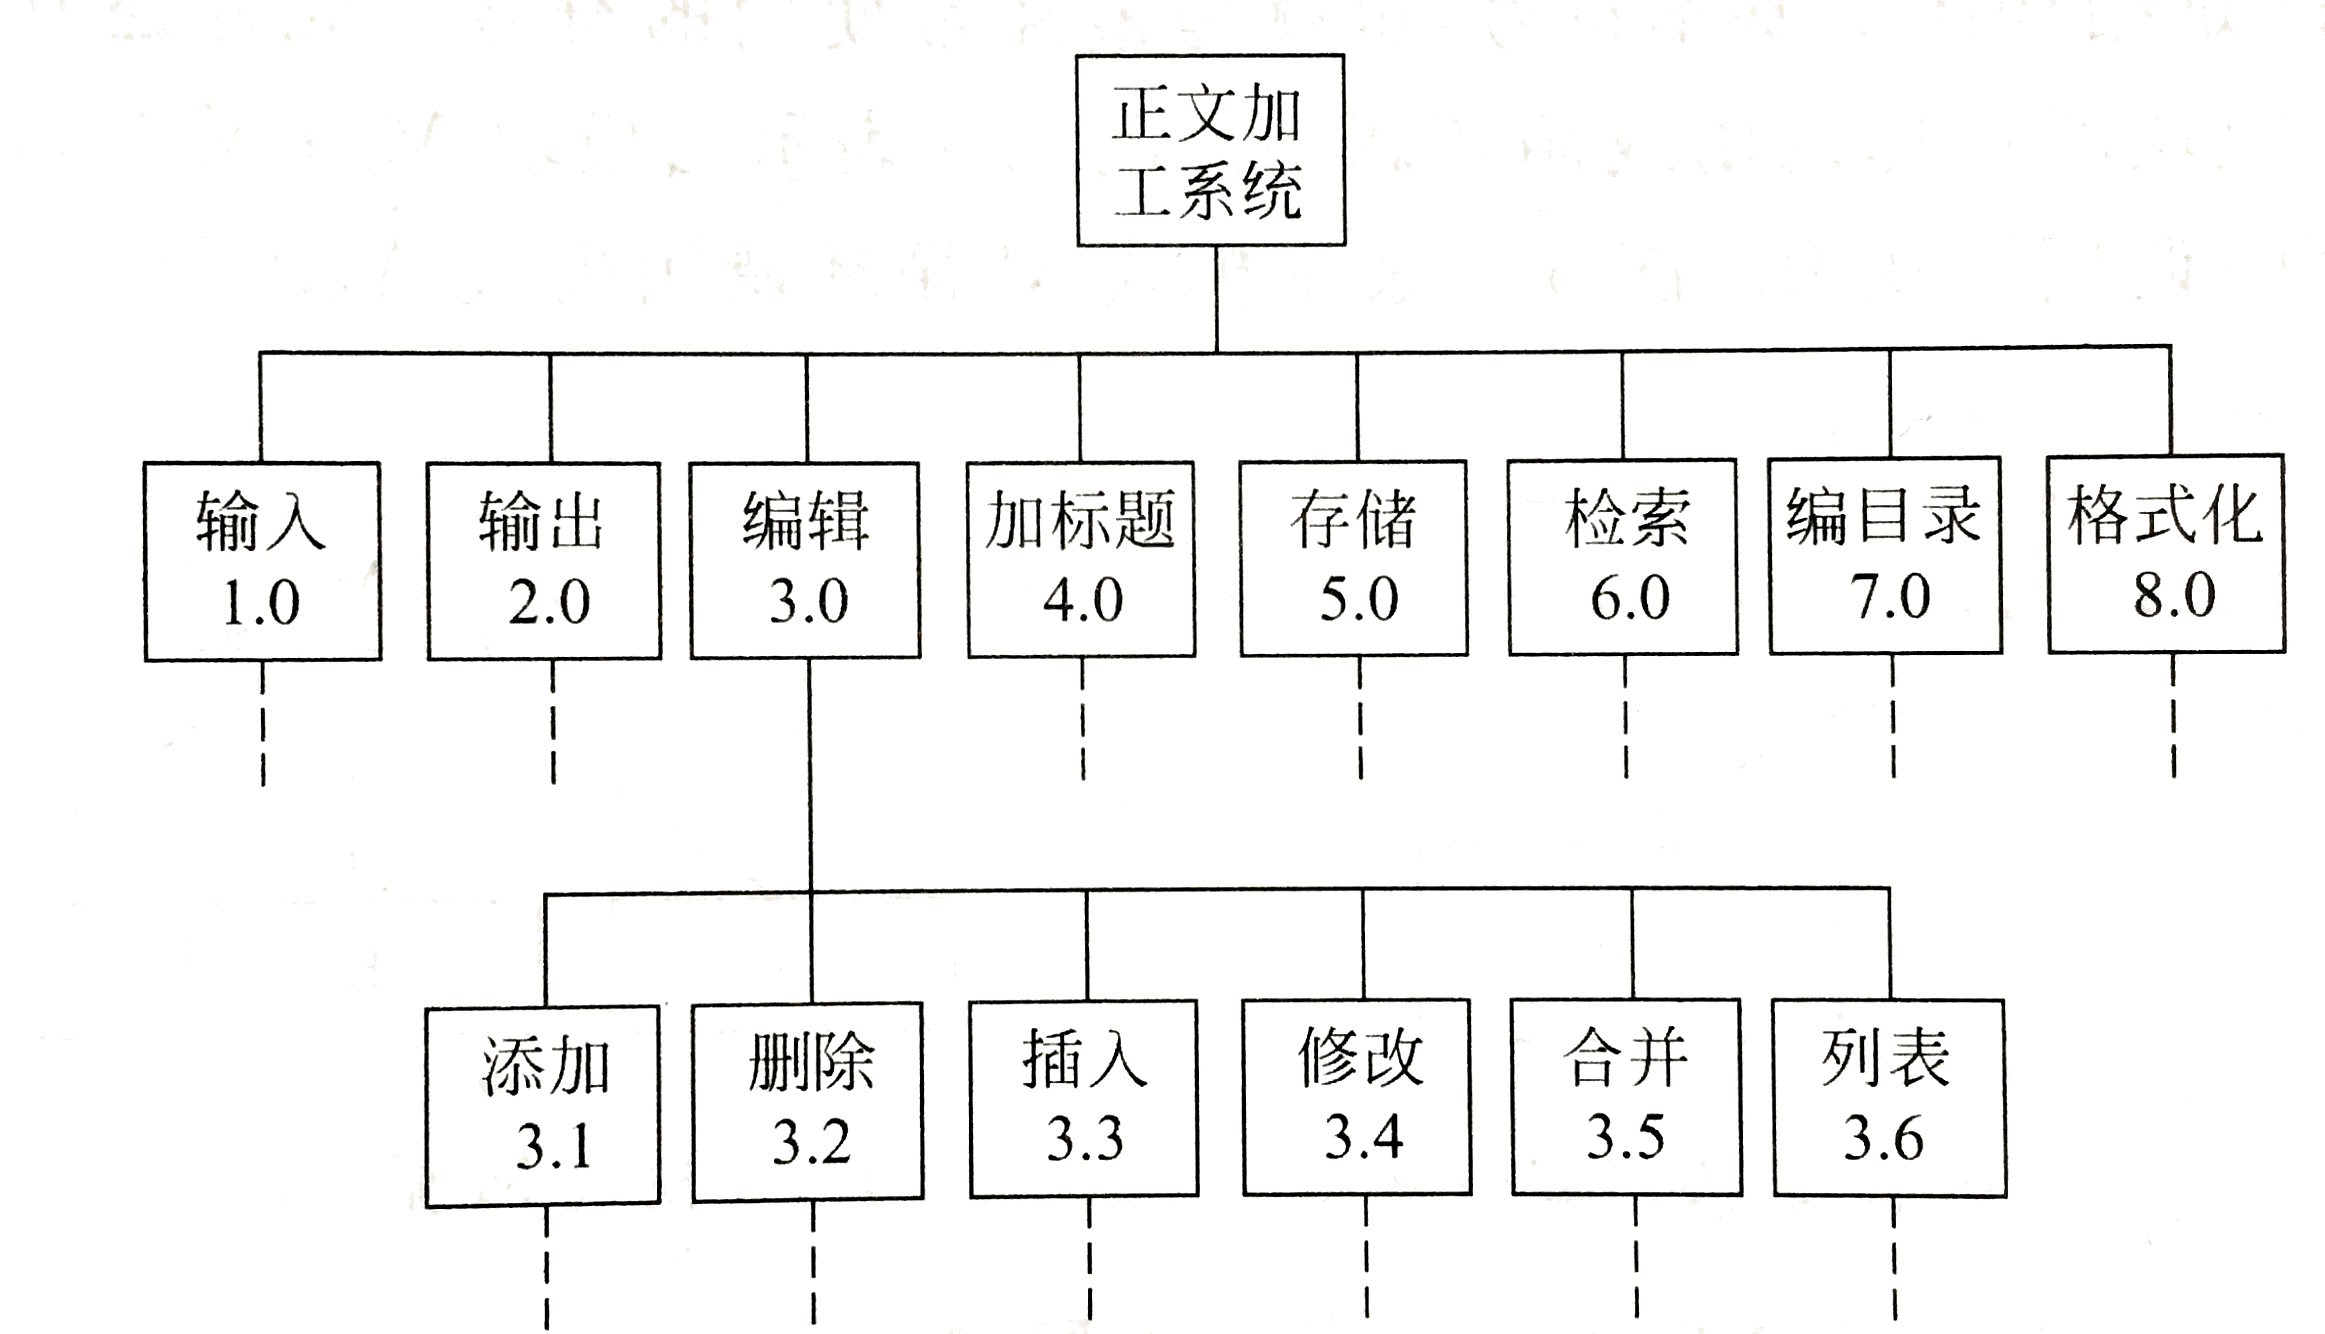 正文加
工系统
输入
1.0
输出
2.0
编辑
3.0
加标题
4.0
存储
5.0
检索
6.0
编目录
7.0
格式化
8.0
添加
3.1
删除
3.2
插入
3.3
修改
3.4
合并
3.5
列表
3.6